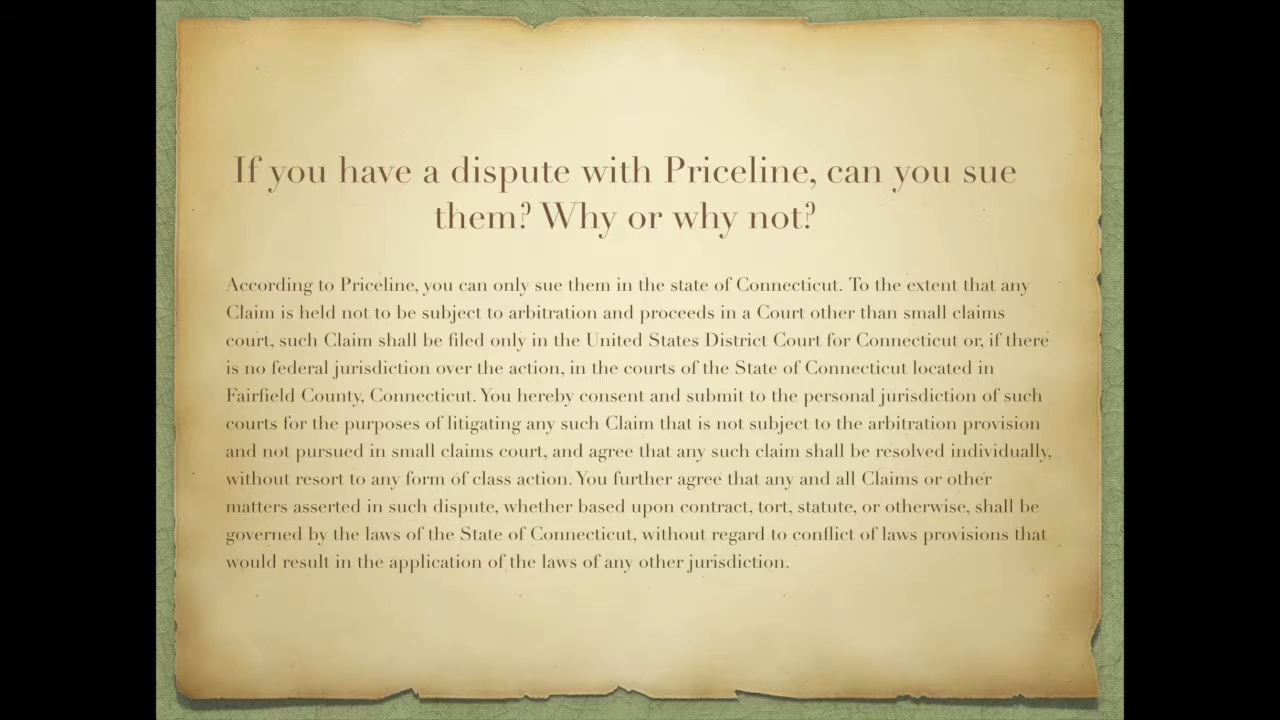 If you have a dispute with Priceline, can you sue
them? Why or why not?
According to Priceline, you can only sue them in the state of Connecticut. To the extent that any
Claim is held not to be subject to arbitration and proceeds in a Court other than small claims
court, such Claim shall be filed only in the United States District Court for Connecticut or, if there
is no federal jurisdiction over the action, in the courts of the State of Connecticut located in
Fairfield County, Connecticut. You hereby consent and submit to the personal jurisdiction of such
courts for the purposes of litigating any such Claim that is not subject to the arbitration provision
and not pursued in small claims court, and agree that any such claim shall be resolved individually,
without resort to any form of class action. You further agree that any and all Claims or other
matters asserted in such dispute, whether based upon contract, tort, statute, or otherwise, shall be
governed by the laws of the State of Connecticut, without regard to conflict of laws provisions that
would result in the application of the laws of any other jurisdiction.